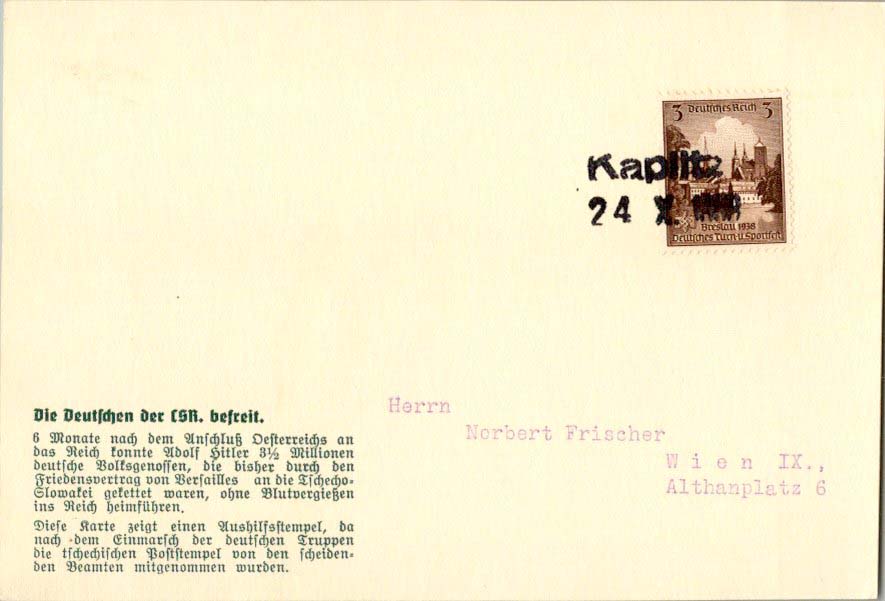 3 Deutsches Reich 3
Breslau 1938
Deutsches Turn-u. Sportfest
Kaplitz
24 X. 1938
Herrn
Norbert Frischer
Wien IX.,
Althanplatz 6
Die Deutschen der CSR. befreit.
6 Monate nach dem Anschluß Oesterreichs an
das Reich konnte Adolf Hitler 3½ Millionen
deutsche Volksgenossen, die bisher durch den
Friedensvertrag von Versailles an die Tschecho-
Slowakei gekettet waren, ohne Blutvergießen
ins Reich heimführen.
Diese Karte zeigt einen Aushilfsstempel, da
nach dem Einmarsch der deutschen Truppen
die tschechischen Poststempel von den scheiden-
den Beamten mitgenommen wurden.